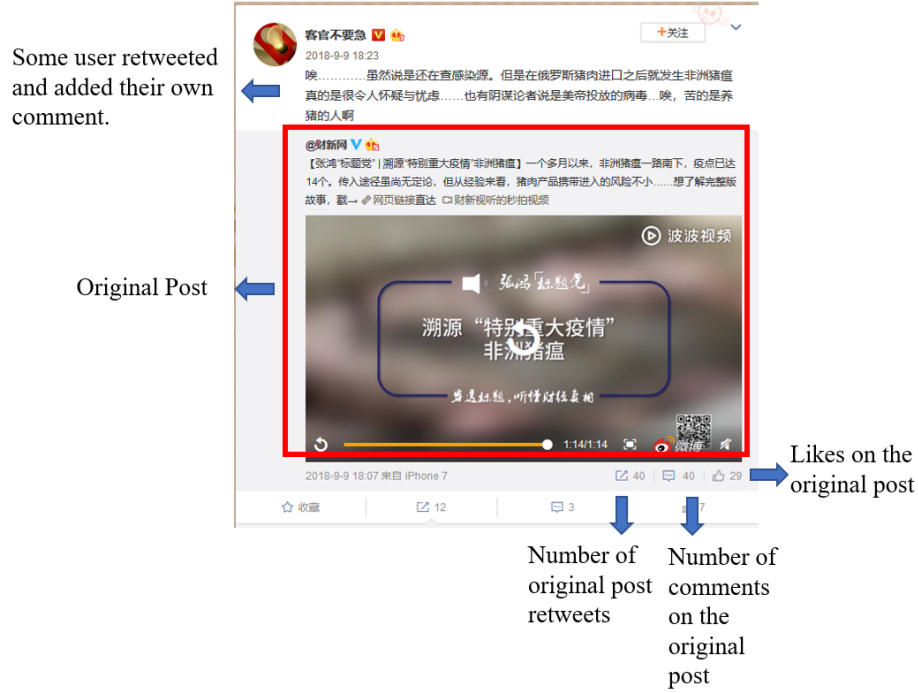 Some user retweeted
and added their own
comment.
客官不要急
+关注
2018-9-9 18:23
唉…………虽然说是还在查感染源。但是在俄罗斯猪肉进口之后就发生非洲猪瘟
真的是很令人怀疑与忧虑……也有阴谋论者说是美帝投放的病毒…唉，苦的是养
猪的人啊
Original Post
@财新网
【张鸿“标题党” | 溯源“特别重大疫情”非洲猪瘟】一个多月以来，非洲猪瘟一路南下，疫点已达
14个。传入途径虽尚无定论，但从经验来看，猪肉产品携带进入的风险不小……想了解完整版
故事，戳→ 网页链接直达 财新视听的秒拍视频
波波视频
张鸿「标题党」
溯源“特别重大疫情”
非洲猪瘟
穿透标题，听懂财经真相
1:14/1:14
微博
2018-9-9 18:07 来自 iPhone 7
40
40
29
Likes on the
original post
收藏
12
3
7
Number of
original post
retweets
Number of
comments
on the
original
post